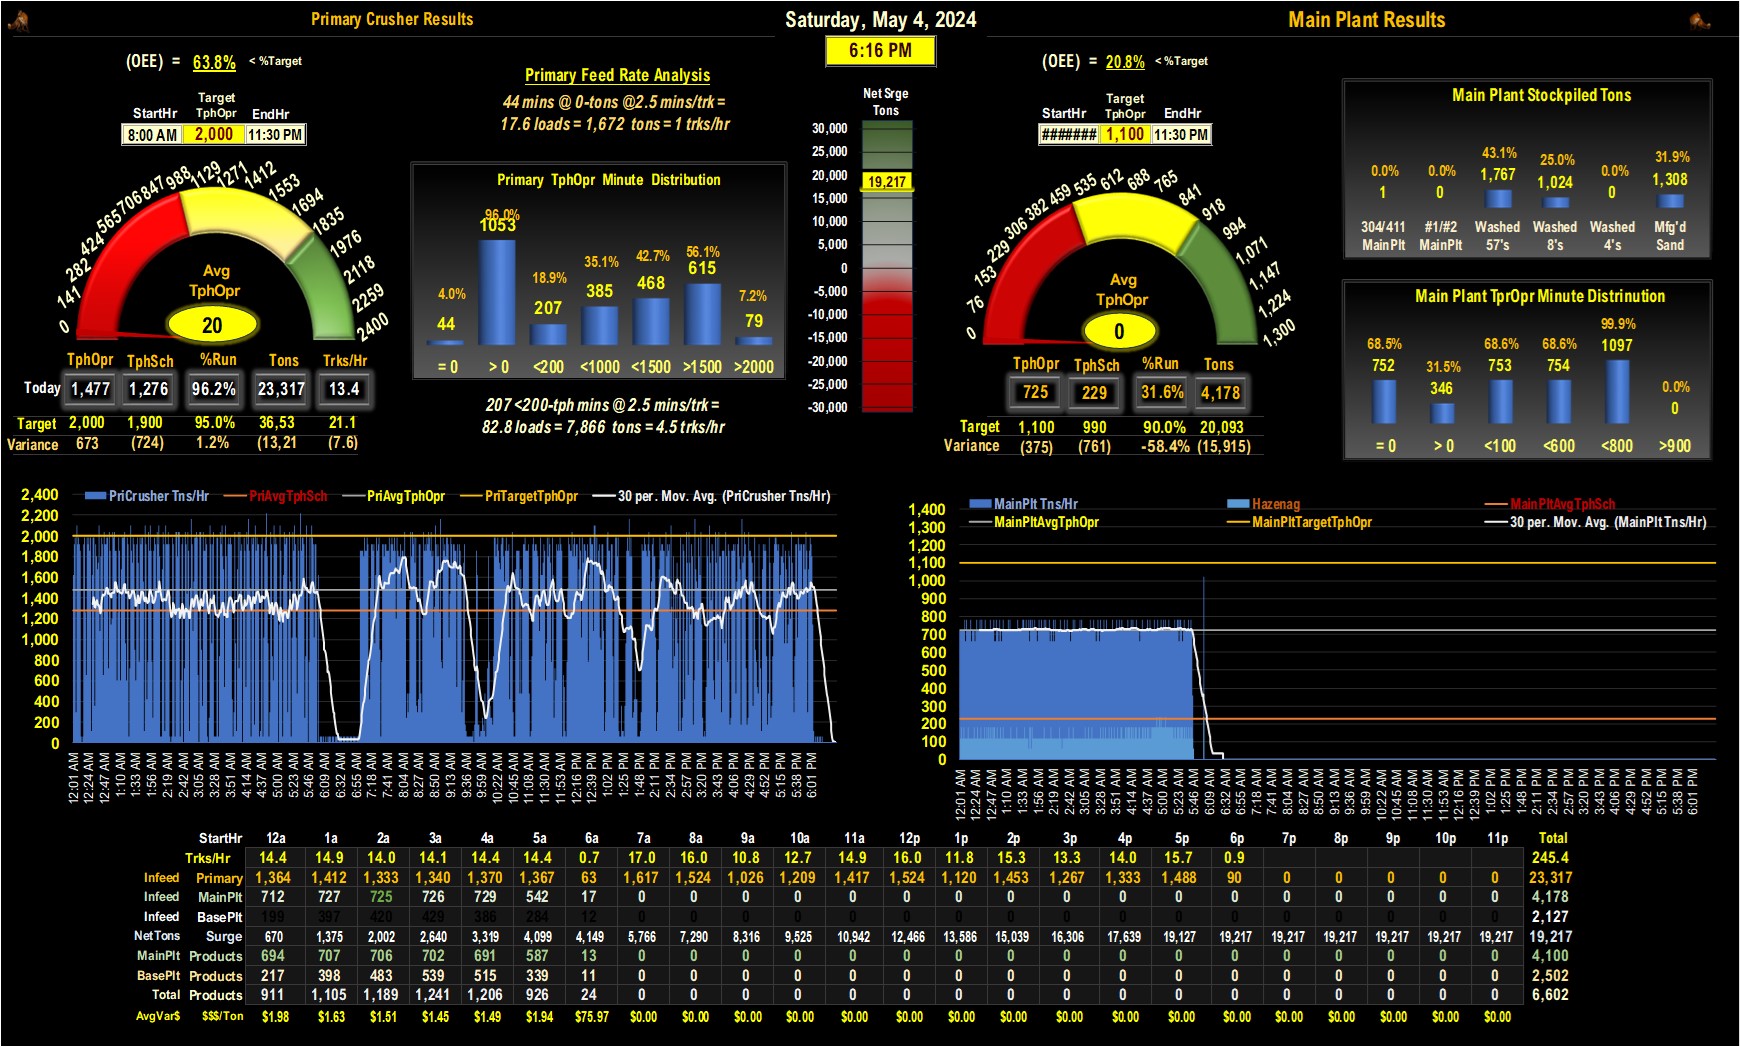 Primary Crusher Results
Saturday, May 4, 2024
Main Plant Results
6:16 PM
(OEE) = 63.8% < %Target
StartHr Target TphOpr EndHr
8:00 AM 2,000 11:30 PM
0 141 282 424 565 706 847 988 1129 1271 1412 1553 1694 1835 1976 2118 2259 2400
Avg
TphOpr
20
TphOpr TphSch %Run Tons Trks/Hr
Today 1,477 1,276 96.2% 23,317 13.4
Target 2,000 1,900 95.0% 36,53 21.1
Variance 673 (724) 1.2% (13,21 (7.6)
Primary Feed Rate Analysis
44 mins @ 0-tons @2.5 mins/trk =
17.6 loads = 1,672 tons = 1 trks/hr
Primary TphOpr Minute Distribution
4.0% 96.0% 18.9% 35.1% 42.7% 56.1% 7.2%
44 1053 207 385 468 615 79
= 0 > 0 <200 <1000 <1500 >1500 >2000
207 <200-tph mins @ 2.5 mins/trk =
82.8 loads = 7,866 tons = 4.5 trks/hr
Net Srge
Tons
30,000
25,000
20,000
19,217
15,000
10,000
5,000
0
-5,000
-10,000
-15,000
-20,000
-25,000
-30,000
(OEE) = 20.8% < %Target
StartHr Target TphOpr EndHr
####### 1,100 11:30 PM
0 76 153 229 306 382 459 535 612 688 765 841 918 994 1,071 1,147 1,224 1,300
Avg
TphOpr
0
TphOpr TphSch %Run Tons
725 229 31.6% 4,178
Target 1,100 990 90.0% 20,093
Variance (375) (761) -58.4% (15,915)
Main Plant Stockpiled Tons
0.0% 0.0% 43.1% 25.0% 0.0% 31.9%
1 0 1,767 1,024 0 1,308
304/411 #1/#2 Washed Washed Washed Mfg'd
MainPlt MainPlt 57's 8's 4's Sand
Main Plant TprOpr Minute Distrinution
68.5% 31.5% 68.6% 68.6% 99.9% 0.0%
752 346 753 754 1097 0
= 0 > 0 <100 <600 <800 >900
PriCrusher Tns/Hr PriAvgTphSch PriAvgTphOpr PriTargetTphOpr 30 per. Mov. Avg. (PriCrusher Tns/Hr)
2,400
2,200
2,000
1,800
1,600
1,400
1,200
1,000
800
600
400
200
0
12:01 AM 12:24 AM 12:47 AM 1:10 AM 1:33 AM 1:56 AM 2:19 AM 2:42 AM 3:05 AM 3:28 AM 3:51 AM 4:14 AM 4:37 AM 5:00 AM 5:23 AM 5:46 AM 6:09 AM 6:32 AM 6:55 AM 7:18 AM 7:41 AM 8:04 AM 8:27 AM 8:50 AM 9:13 AM 9:36 AM 9:59 AM 10:22 AM 10:45 AM 11:08 AM 11:30 AM 11:53 AM 12:16 PM 12:39 PM 1:02 PM 1:25 PM 1:48 PM 2:11 PM 2:34 PM 2:57 PM 3:20 PM 3:43 PM 4:06 PM 4:29 PM 4:52 PM 5:15 PM 5:38 PM 6:01 PM
MainPlt Tns/Hr Hazenag MainPltAvgTphSch
MainPltAvgTphOpr MainPltTargetTphOpr 30 per. Mov. Avg. (MainPlt Tns/Hr)
1,400
1,300
1,200
1,100
1,000
900
800
700
600
500
400
300
200
100
0
12:01 AM 12:24 AM 12:47 AM 1:10 AM 1:33 AM 1:56 AM 2:19 AM 2:42 AM 3:05 AM 3:28 AM 3:51 AM 4:14 AM 4:37 AM 5:00 AM 5:23 AM 5:46 AM 6:09 AM 6:32 AM 6:55 AM 7:18 AM 7:41 AM 8:04 AM 8:27 AM 8:50 AM 9:13 AM 9:36 AM 9:59 AM 10:22 AM 10:45 AM 11:08 AM 11:30 AM 11:53 AM 12:16 PM 12:39 PM 1:02 PM 1:25 PM 1:48 PM 2:11 PM 2:34 PM 2:57 PM 3:20 PM 3:43 PM 4:06 PM 4:29 PM 4:52 PM 5:15 PM 5:38 PM 6:01 PM
StartHr 12a 1a 2a 3a 4a 5a 6a 7a 8a 9a 10a 11a 12p 1p 2p 3p 4p 5p 6p 7p 8p 9p 10p 11p Total
Trks/Hr 14.4 14.9 14.0 14.1 14.4 14.4 0.7 17.0 16.0 10.8 12.7 14.9 16.0 11.8 15.3 13.3 14.0 15.7 0.9 245.4
Infeed Primary 1,364 1,412 1,333 1,340 1,370 1,367 63 1,617 1,524 1,026 1,209 1,417 1,524 1,120 1,453 1,267 1,333 1,488 90 0 0 0 0 0 23,317
Infeed MainPlt 712 727 725 726 729 542 17 0 0 0 0 0 0 0 0 0 0 0 0 0 0 0 0 0 4,178
Infeed BasePlt 199 397 420 429 386 284 12 0 0 0 0 0 0 0 0 0 0 0 0 0 0 0 0 0 2,127
NetTons Surge 670 1,375 2,002 2,640 3,319 4,099 4,149 5,766 7,290 8,316 9,525 10,942 12,466 13,586 15,039 16,306 17,639 19,127 19,217 19,217 19,217 19,217 19,217 19,217 19,217
MainPlt Products 694 707 706 702 691 587 13 0 0 0 0 0 0 0 0 0 0 0 0 0 0 0 0 0 4,100
BasePlt Products 217 398 483 539 515 339 11 0 0 0 0 0 0 0 0 0 0 0 0 0 0 0 0 0 2,502
Total Products 911 1,105 1,189 1,241 1,206 926 24 0 0 0 0 0 0 0 0 0 0 0 0 0 0 0 0 0 6,602
AvgVar$ $$$/Ton $1.98 $1.63 $1.51 $1.45 $1.49 $1.94 $75.97 $0.00 $0.00 $0.00 $0.00 $0.00 $0.00 $0.00 $0.00 $0.00 $0.00 $0.00 $0.00 $0.00 $0.00 $0.00 $0.00 $0.00